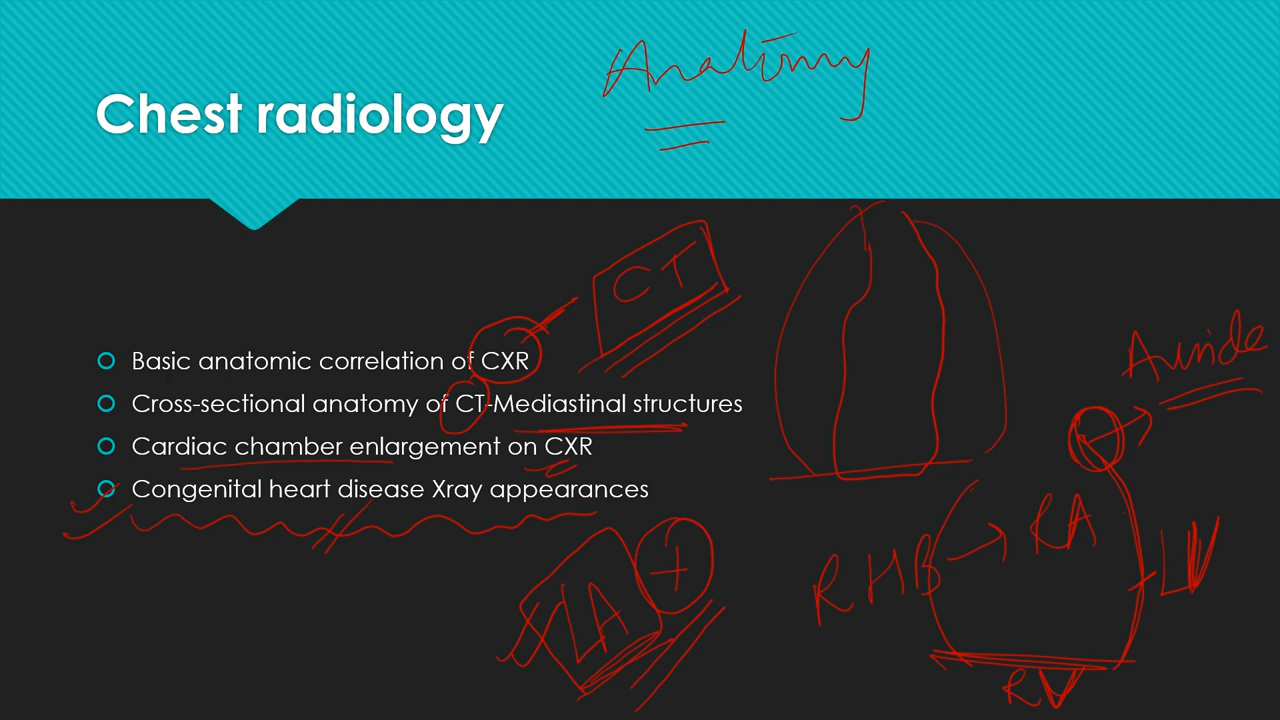 Anatomy
Chest radiology
CT
Basic anatomic correlation of CXR
Cross-sectional anatomy of CT-Mediastinal structures
Cardiac chamber enlargement on CXR
Congenital heart disease Xray appearances
RHB → RA
LV
LA +
RV